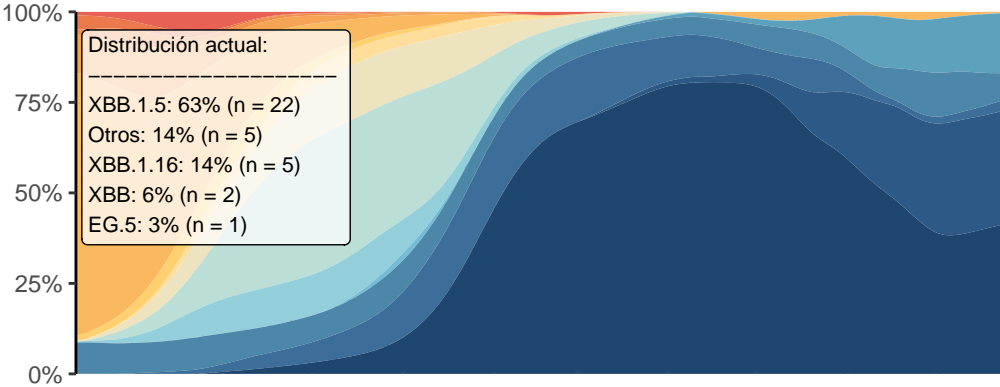 100%
75%
50%
25%
0%
Distribución actual:
––––––––––––––––––––
XBB.1.5: 63% (n = 22)
Otros: 14% (n = 5)
XBB.1.16: 14% (n = 5)
XBB: 6% (n = 2)
EG.5: 3% (n = 1)